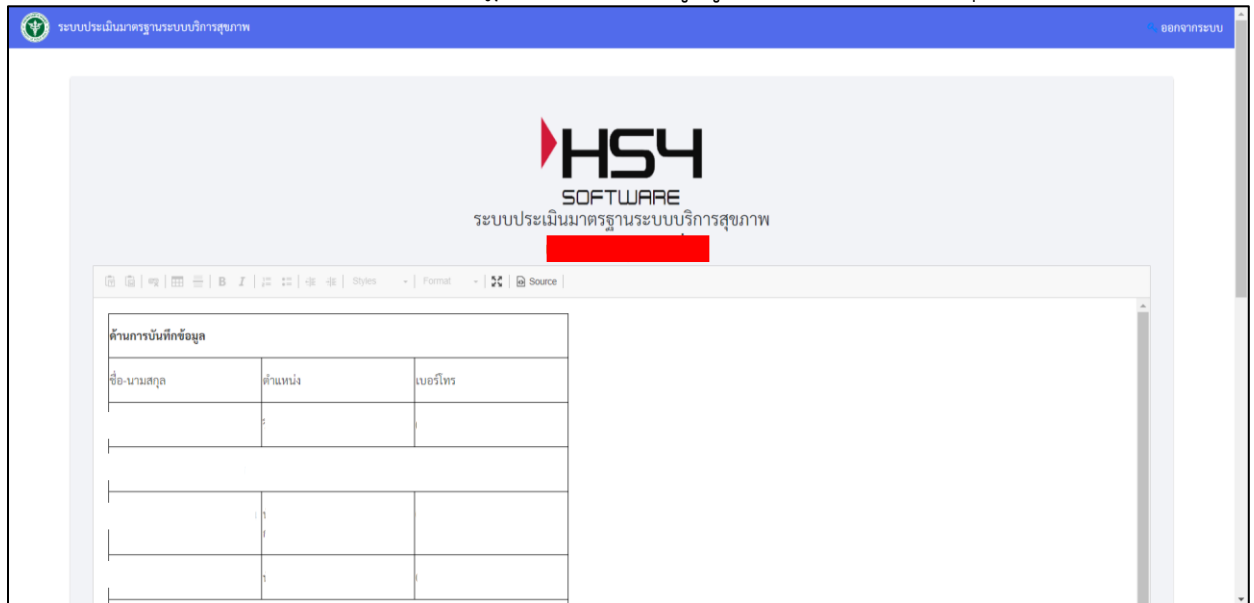 ระบบประเมินมาตรฐานระบบบริการสุขภาพ
ออกจากระบบ
HS4
SOFTWARE
ระบบประเมินมาตรฐานระบบบริการสุขภาพ
Styles Format Source
ด้านการบันทึกข้อมูล
ชื่อ-นามสกุล ตำแหน่ง เบอร์โทร